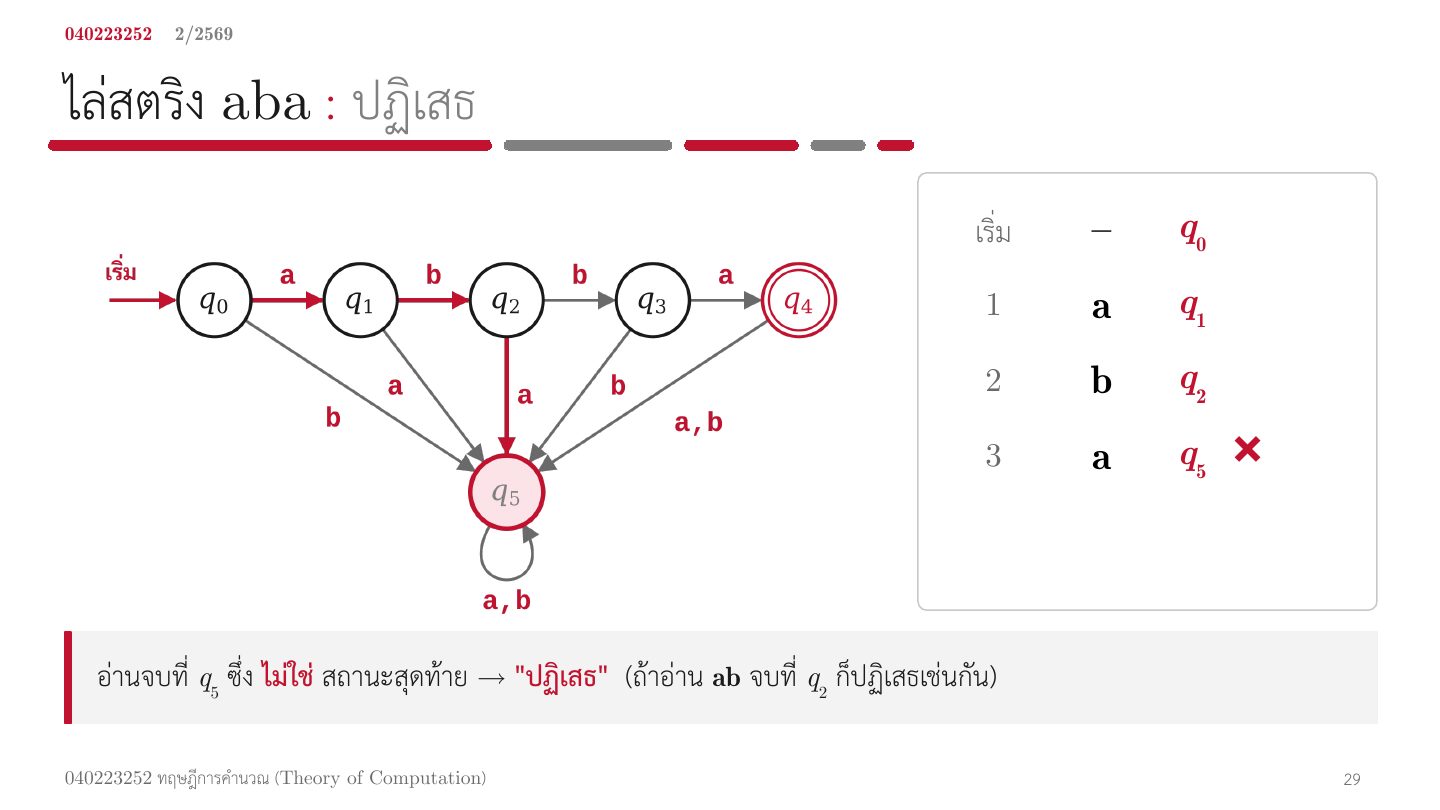 040223252 2/2569
ไล่สตริง aba : ปฏิเสธ
เริ่ม
q0 a q1 b q2 b q3 a q4
b a a b a,b
q5
a,b
เริ่ม – q0
1 a q1
2 b q2
3 a q5 ✖
อ่านจบที่ q5 ซึ่ง ไม่ใช่ สถานะสุดท้าย → "ปฏิเสธ" (ถ้าอ่าน ab จบที่ q2 ก็ปฏิเสธเช่นกัน)
040223252 ทฤษฎีการคำนวณ (Theory of Computation) 29